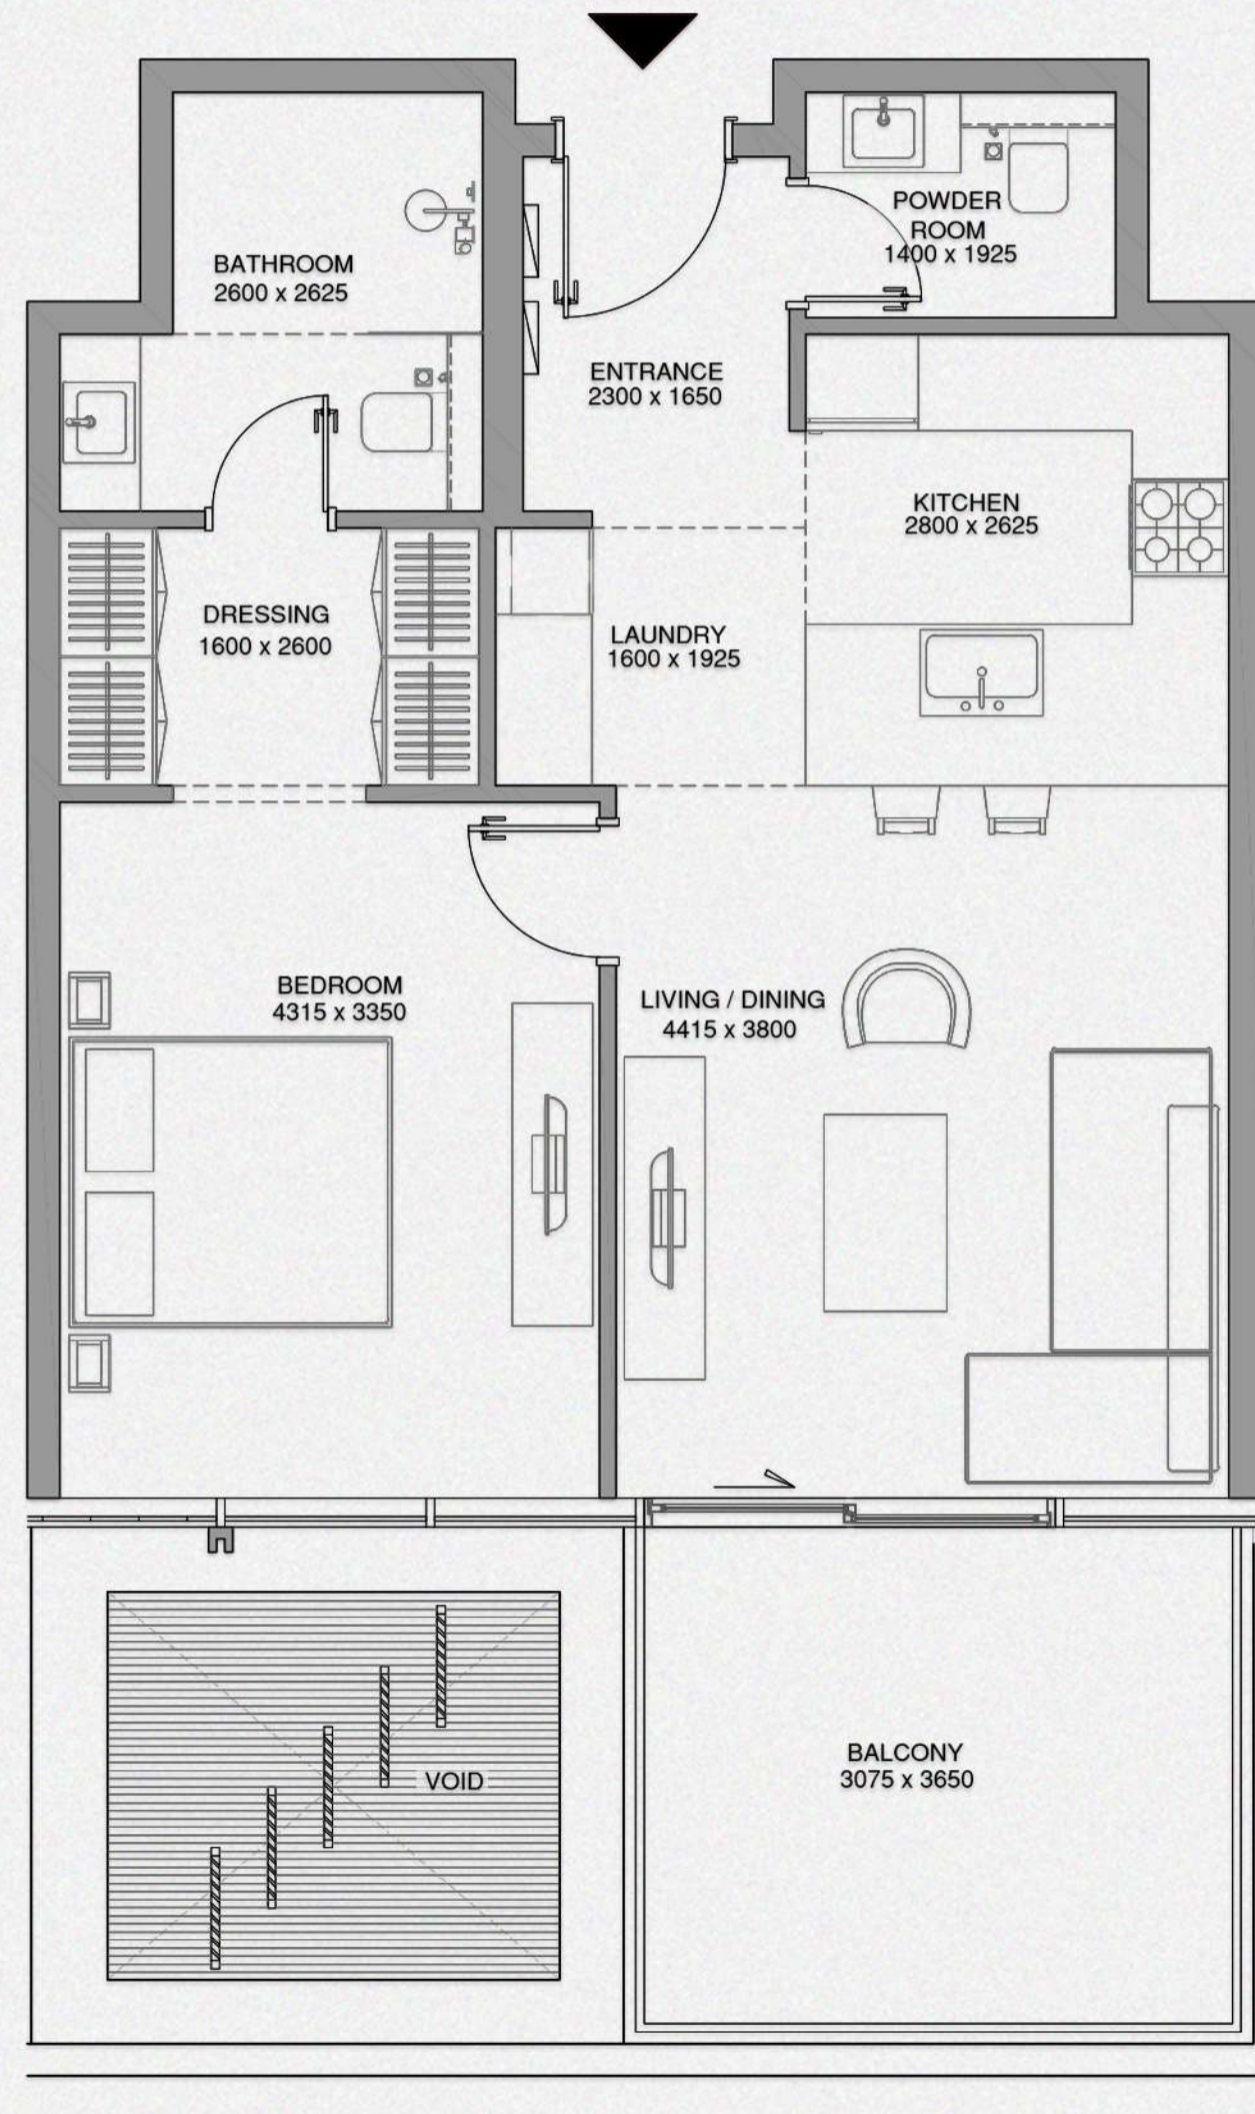 POWDER
ROOM
1400 x 1925
BATHROOM
2600 x 2625
ENTRANCE
2300 x 1650
KITCHEN
2800 x 2625
DRESSING
1600 x 2600
LAUNDRY
1600 x 1925
BEDROOM
4315 x 3350
LIVING / DINING
4415 x 3800
BALCONY
3075 x 3650
VOID